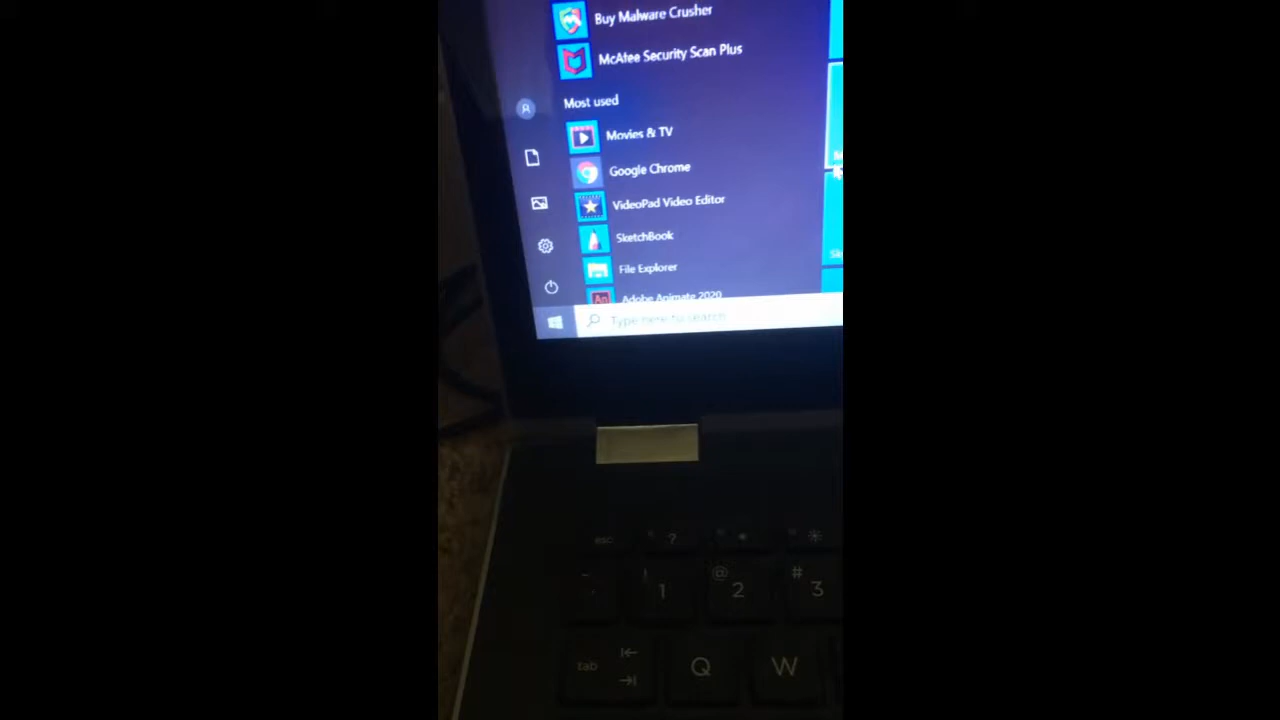 Buy Malware Crusher
McAfee Security Scan Plus
Most used
Movies & TV
Google Chrome
VideoPad Video Editor
SketchBook
File Explorer
An Adobe Animate 2020
Type here to search
esc ?
! @ #
1 2 3
tab Q W